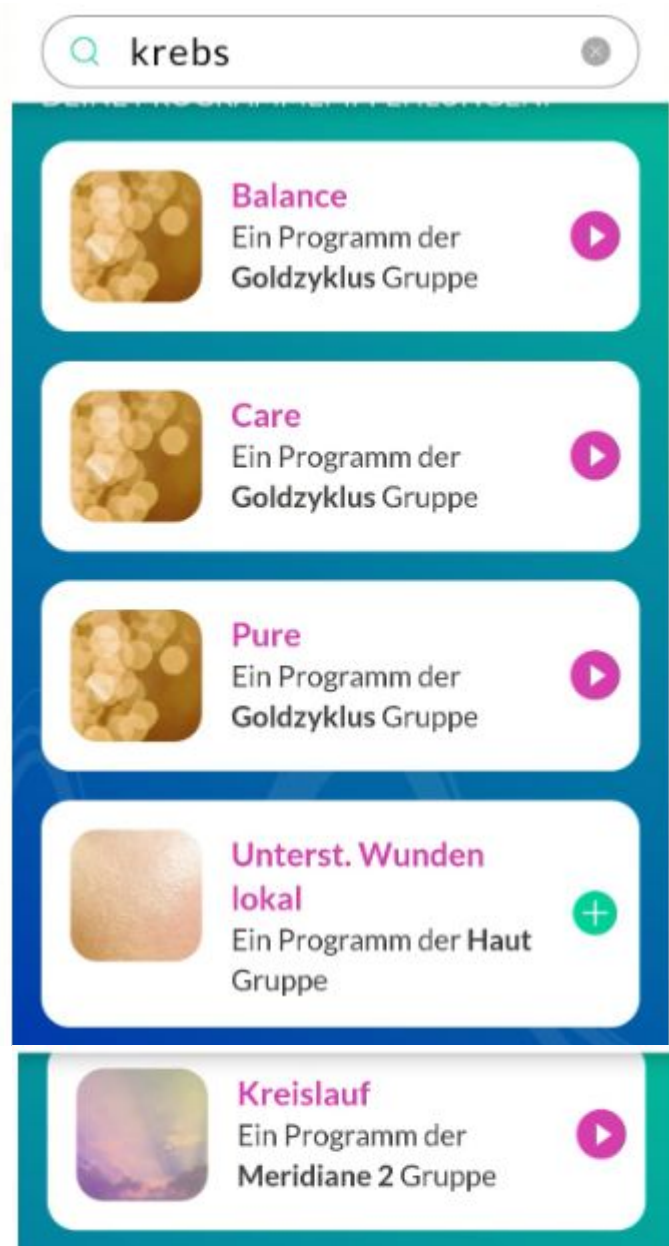 krebs
Balance
Ein Programm der
Goldzyklus Gruppe
Care
Ein Programm der
Goldzyklus Gruppe
Pure
Ein Programm der
Goldzyklus Gruppe
Unterst. Wunden
lokal
Ein Programm der Haut
Gruppe
Kreislauf
Ein Programm der
Meridiane 2 Gruppe